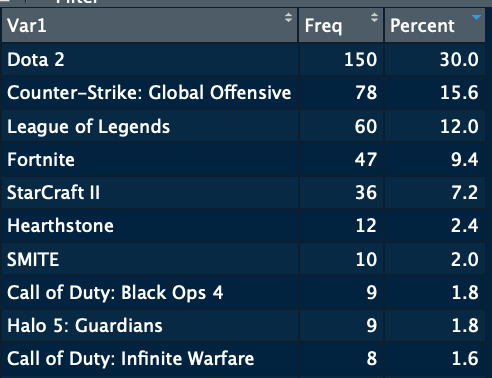 Filter
Var1 Freq Percent
Dota 2 150 30.0
Counter-Strike: Global Offensive 78 15.6
League of Legends 60 12.0
Fortnite 47 9.4
StarCraft II 36 7.2
Hearthstone 12 2.4
SMITE 10 2.0
Call of Duty: Black Ops 4 9 1.8
Halo 5: Guardians 9 1.8
Call of Duty: Infinite Warfare 8 1.6